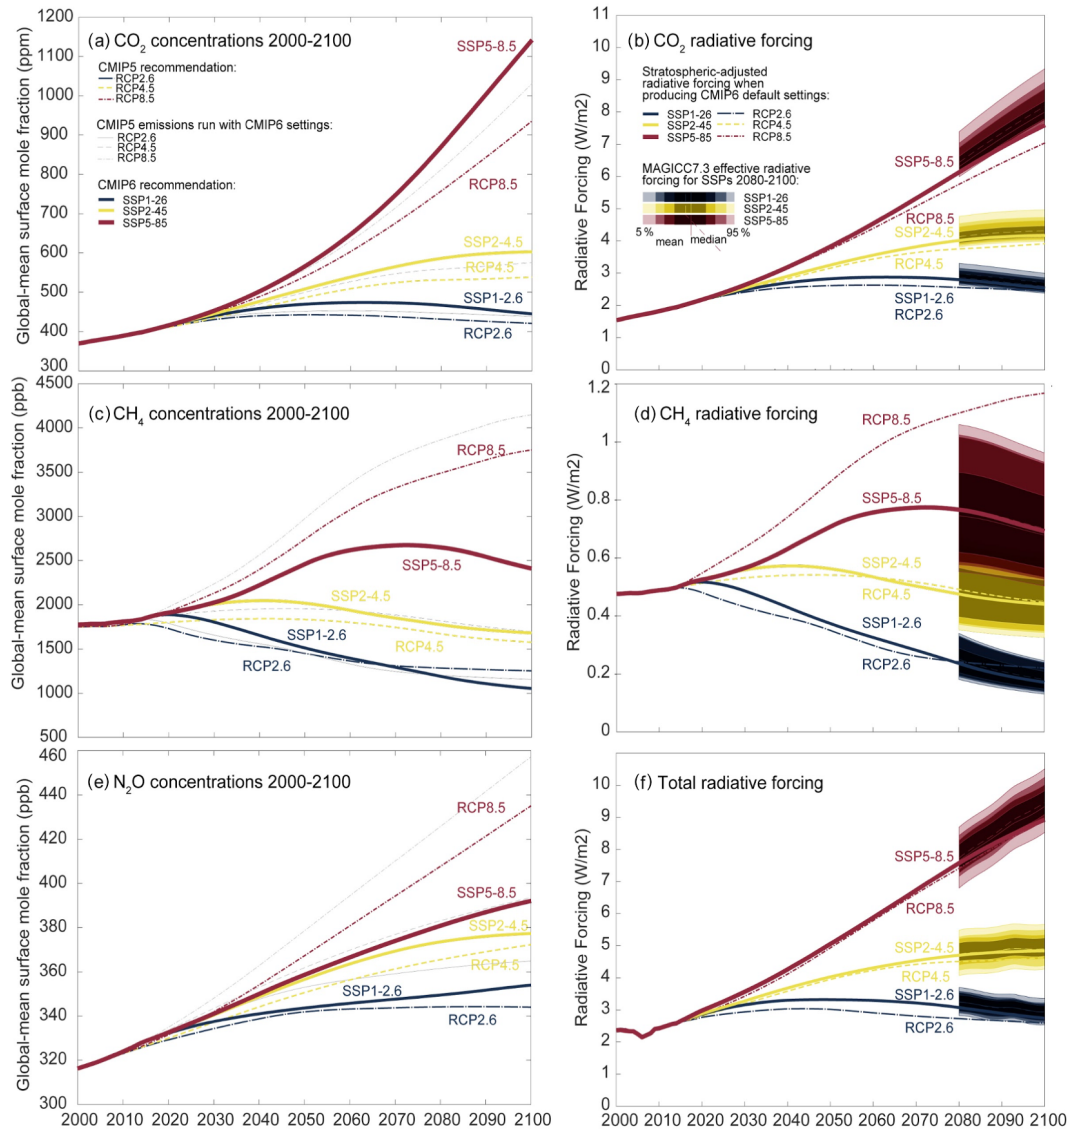 (a) CO2 concentrations 2000-2100
Global-mean surface mole fraction (ppm)
1200
1100
1000
900
800
700
600
500
400
300
CMIP5 recommendation:
RCP2.6
RCP4.5
RCP8.5
CMIP5 emissions run with CMIP6 settings:
RCP2.6
RCP4.5
RCP8.5
CMIP6 recommendation:
SSP1-26
SSP2-45
SSP5-85
SSP5-8.5
RCP8.5
SSP2-4.5
RCP4.5
SSP1-2.6
RCP2.6
(b) CO2 radiative forcing
Radiative Forcing (W/m2)
11
10
9
8
7
6
5
4
3
2
1
0
Stratospheric-adjusted
radiative forcing when
producing CMIP6 default settings:
SSP1-26 RCP2.6
SSP2-45 RCP4.5
SSP5-85 RCP8.5
MAGICC7.3 effective radiative
forcing for SSPs 2080-2100:
SSP1-26
SSP2-45
SSP5-85
5 % mean median 95 %
SSP5-8.5
RCP8.5
SSP2-4.5
RCP4.5
SSP1-2.6
RCP2.6
2000 2010 2020 2030 2040 2050 2060 2070 2080 2090 2100
(c) CH4 concentrations 2000-2100
Global-mean surface mole fraction (ppb)
4500
4000
3500
3000
2500
2000
1500
1000
500
RCP8.5
SSP5-8.5
SSP2-4.5
SSP1-2.6
RCP4.5
RCP2.6
(d) CH4 radiative forcing
Radiative Forcing (W/m2)
1.2
1
0.8
0.6
0.4
0.2
0
RCP8.5
SSP5-8.5
SSP2-4.5
RCP4.5
SSP1-2.6
RCP2.6
(e) N2O concentrations 2000-2100
Global-mean surface mole fraction (ppb)
460
440
420
400
380
360
340
320
300
RCP8.5
SSP5-8.5
SSP2-4.5
RCP4.5
SSP1-2.6
RCP2.6
2000 2010 2020 2030 2040 2050 2060 2070 2080 2090 2100
(f) Total radiative forcing
Radiative Forcing (W/m2)
10
9
8
7
6
5
4
3
2
1
0
SSP5-8.5
RCP8.5
SSP2-4.5
RCP4.5
SSP1-2.6
RCP2.6
2000 2010 2020 2030 2040 2050 2060 2070 2080 2090 2100